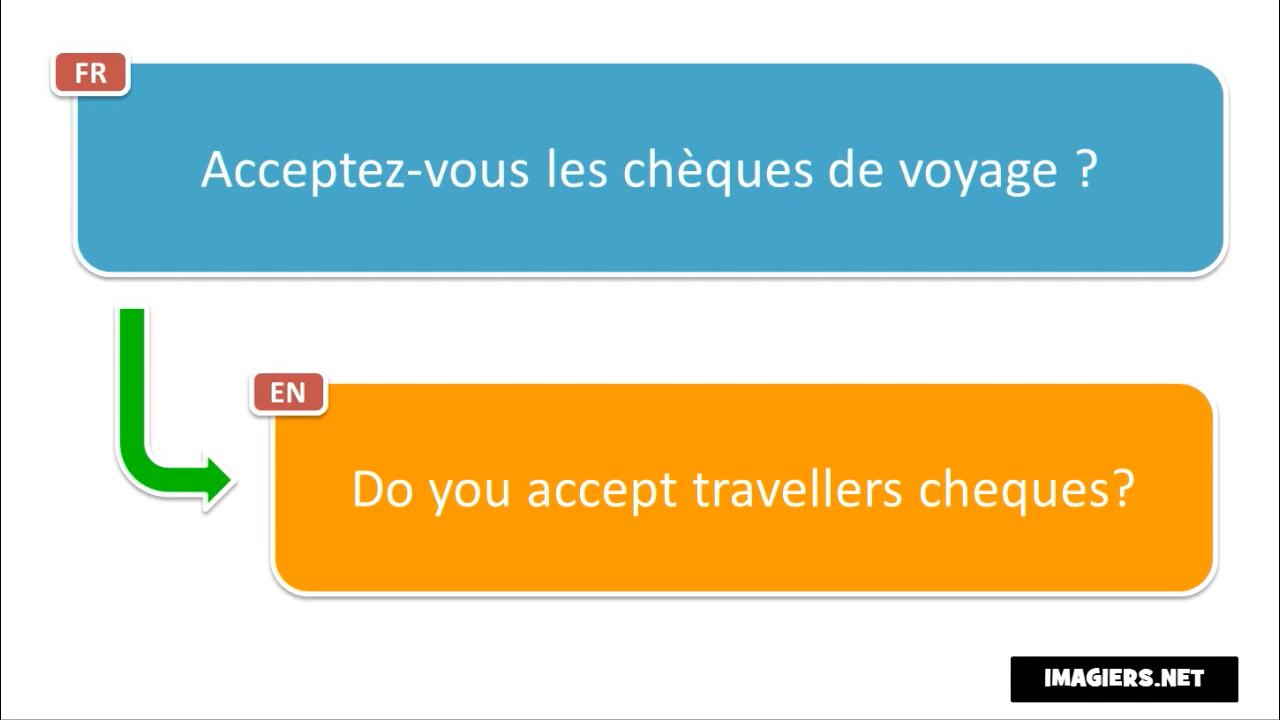 FR
Acceptez-vous les chèques de voyage ?
EN
Do you accept travellers cheques?
IMAGIERS.NET